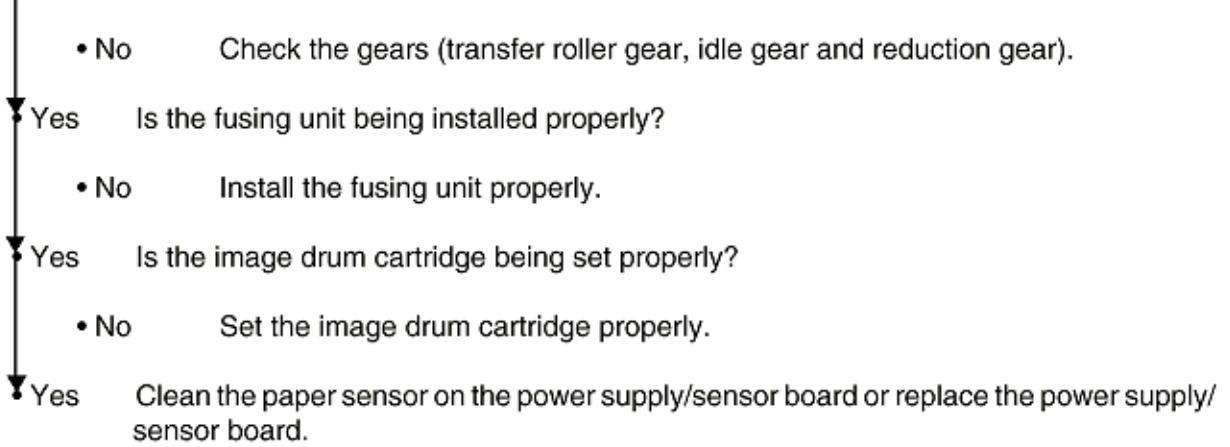 • No Check the gears (transfer roller gear, idle gear and reduction gear).
• Yes Is the fusing unit being installed properly?
• No Install the fusing unit properly.
• Yes Is the image drum cartridge being set properly?
• No Set the image drum cartridge properly.
• Yes Clean the paper sensor on the power supply/sensor board or replace the power supply/
sensor board.